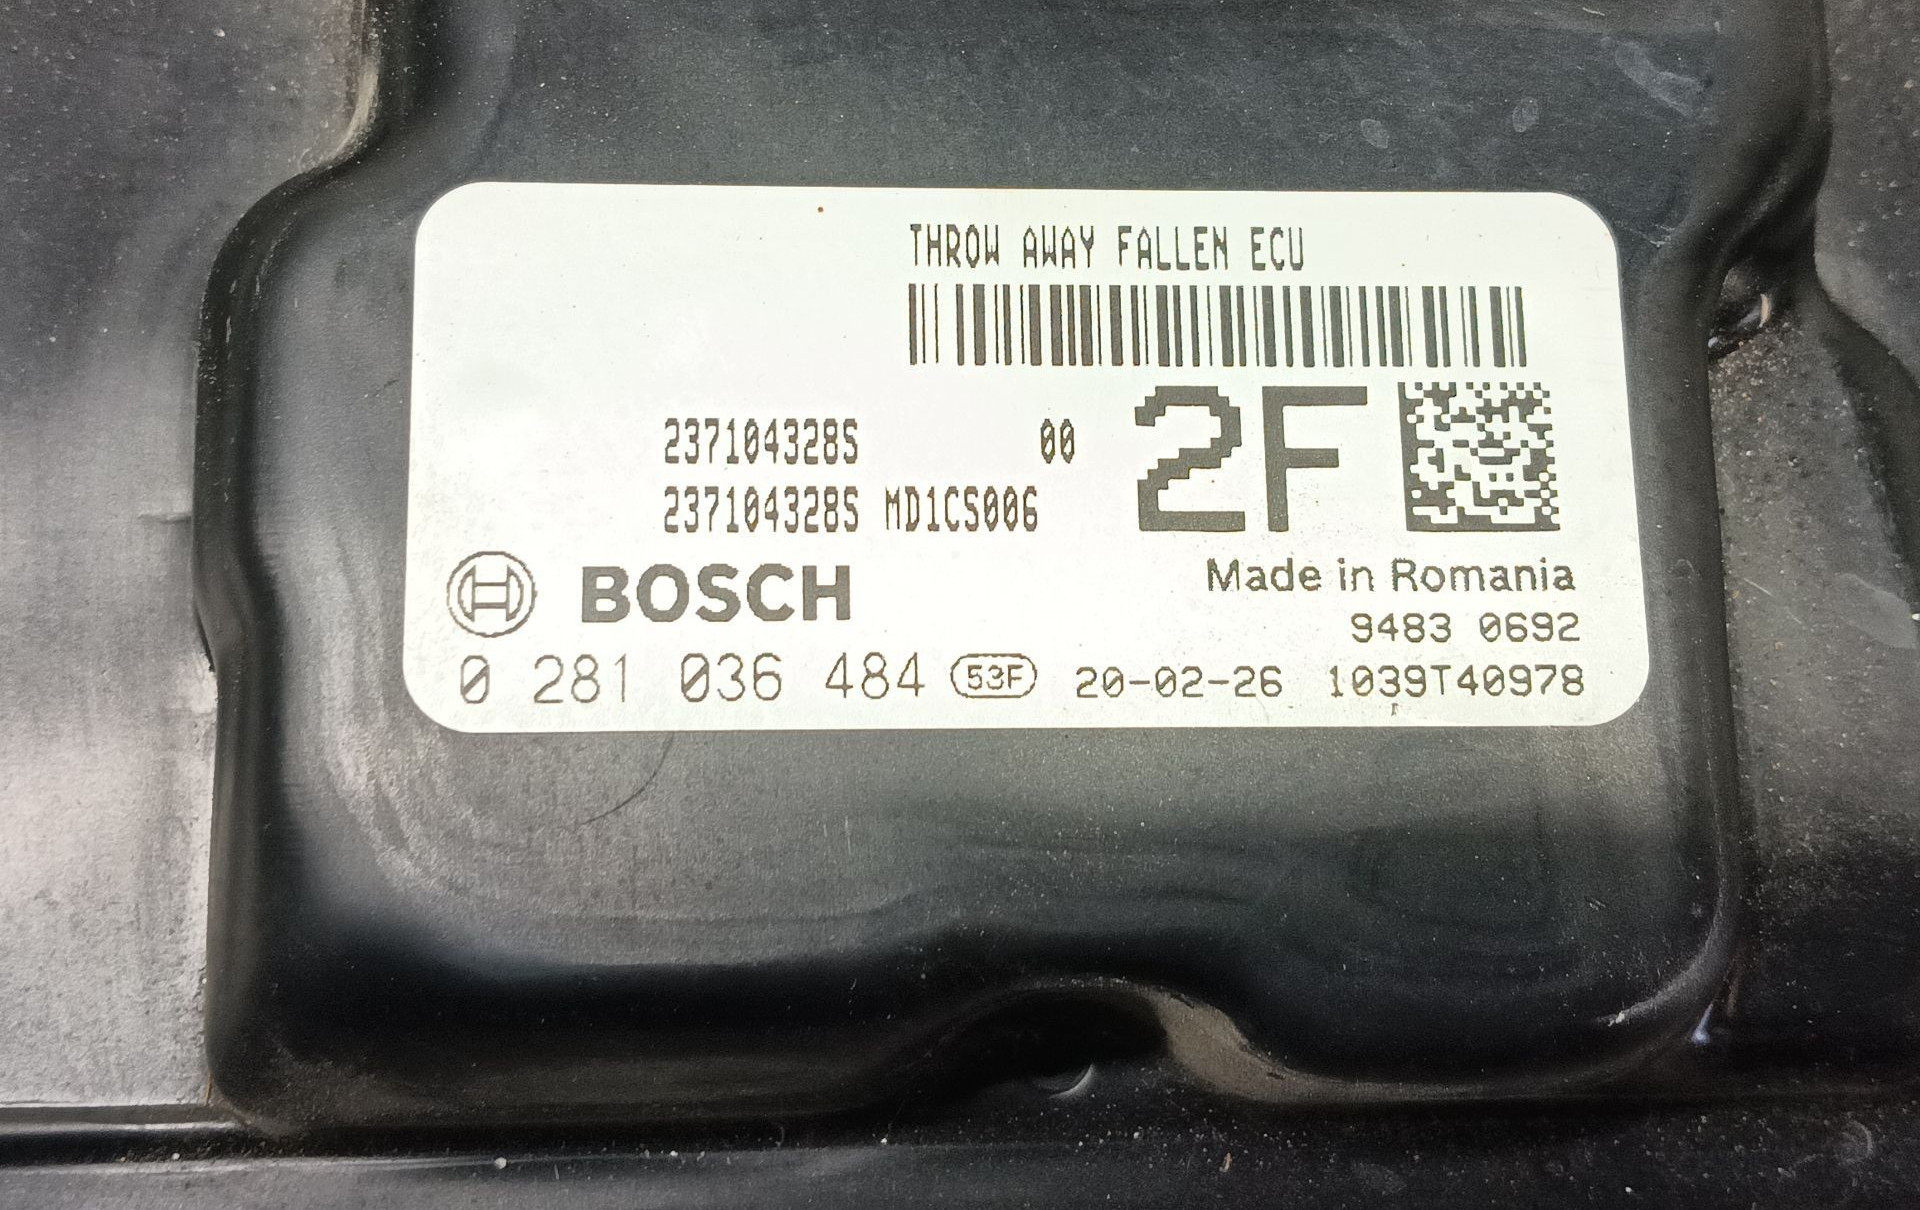 THROW AWAY FALLEN ECU
237104328S 00 2F
237104328S MD1CS006
BOSCH
Made in Romania
9483 0692
0 281 036 484 53F 20-02-26 1039T40978